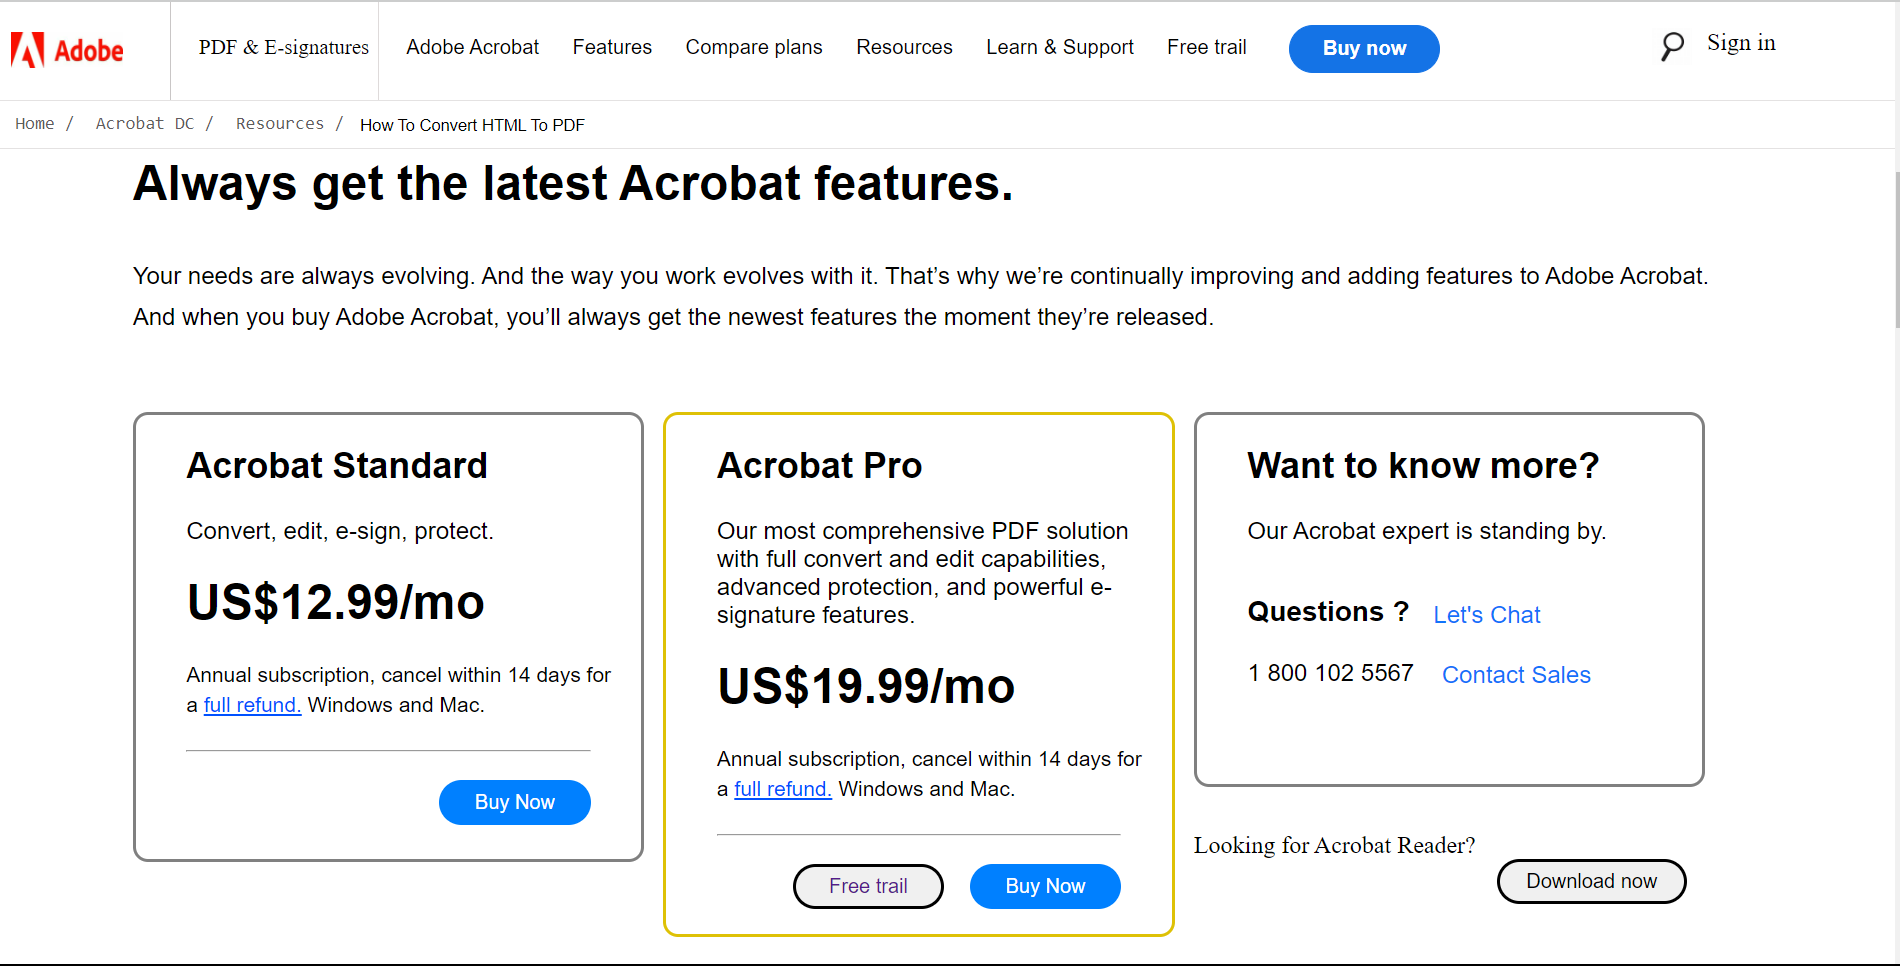 Adobe
PDF & E-signatures
Adobe Acrobat
Features
Compare plans
Resources
Learn & Support
Free trail
Buy now
Sign in
Home /
Acrobat DC /
Resources /
How To Convert HTML To PDF
Always get the latest Acrobat features.
Your needs are always evolving. And the way you work evolves with it. That’s why we’re continually improving and adding features to Adobe Acrobat.
And when you buy Adobe Acrobat, you’ll always get the newest features the moment they’re released.
Acrobat Standard
Convert, edit, e-sign, protect.
US$12.99/mo
Annual subscription, cancel within 14 days for
a full refund. Windows and Mac.
Buy Now
Acrobat Pro
Our most comprehensive PDF solution
with full convert and edit capabilities,
advanced protection, and powerful e-
signature features.
US$19.99/mo
Annual subscription, cancel within 14 days for
a full refund. Windows and Mac.
Free trail
Buy Now
Want to know more?
Our Acrobat expert is standing by.
Questions ? Let's Chat
1 800 102 5567 Contact Sales
Looking for Acrobat Reader?
Download now